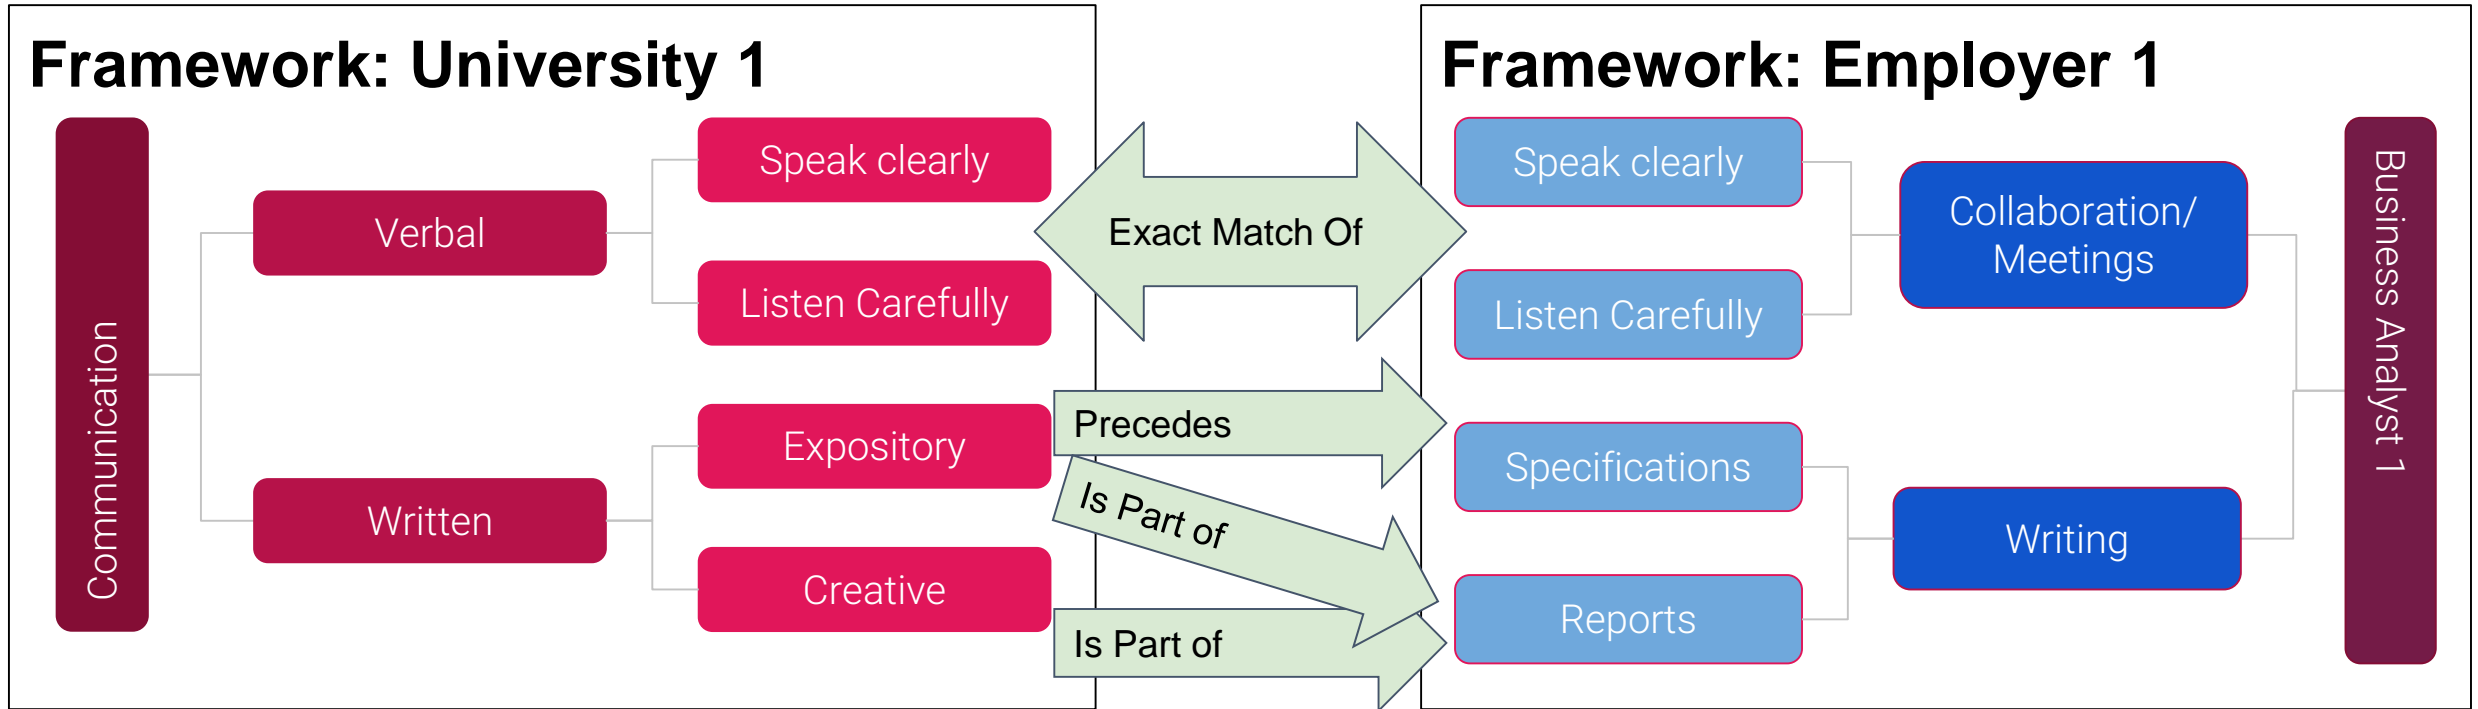 Framework: University 1
Communication
Verbal
Speak clearly
Listen Carefully
Written
Expository
Creative
Exact Match Of
Precedes
Is Part of
Is Part of
Framework: Employer 1
Speak clearly
Listen Carefully
Collaboration/
Meetings
Specifications
Reports
Writing
Business Analyst 1